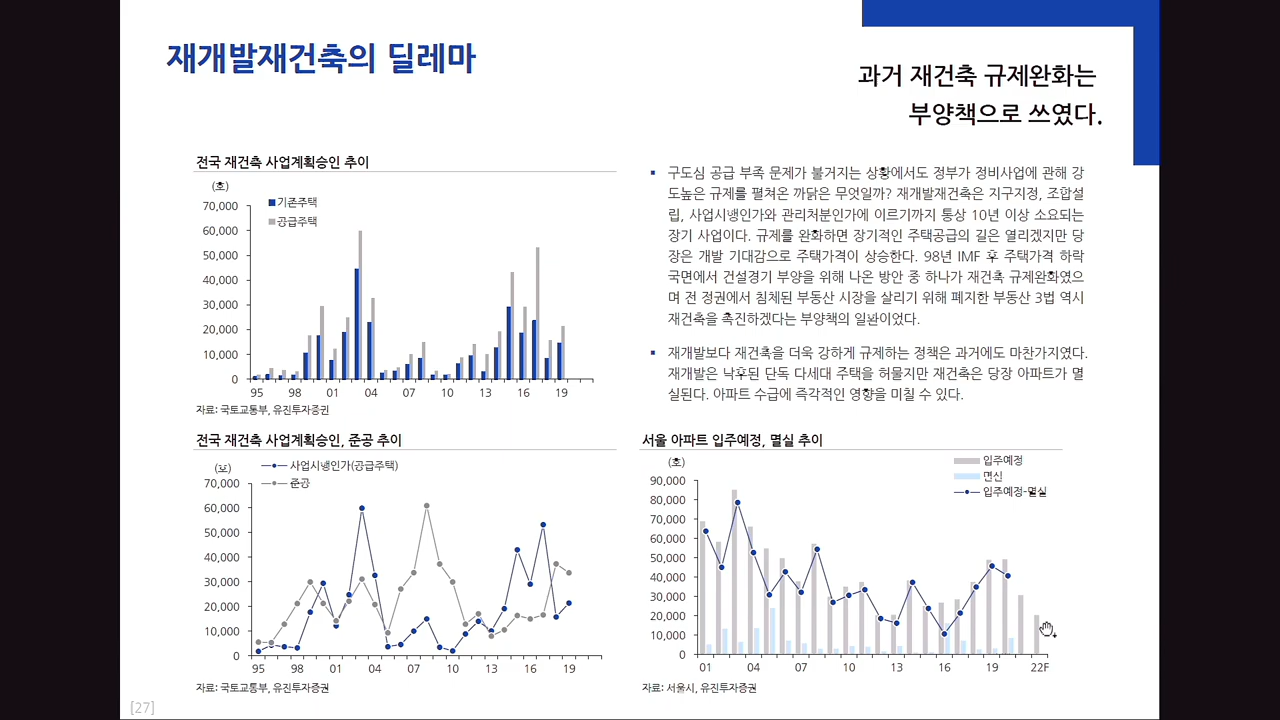 재개발재건축의 딜레마
과거 재건축 규제완화는
부양책으로 쓰였다.
전국 재건축 사업계획승인 추이
(호)
기존주택
공급주택
70,000
60,000
50,000
40,000
30,000
20,000
10,000
0
95 98 01 04 07 10 13 16 19
자료: 국토교통부, 유진투자증권
구도심 공급 부족 문제가 불거지는 상황에서도 정부가 정비사업에 관해 강
도높은 규제를 펼쳐온 까닭은 무엇일까? 재개발재건축은 지구지정, 조합설
립, 사업시행인가와 관리처분인가에 이르기까지 통상 10년 이상 소요되는
장기 사업이다. 규제를 완화하면 장기적인 주택공급의 길은 열리겠지만 당
장은 개발 기대감으로 주택가격이 상승한다. 98년 IMF 후 주택가격 하락
국면에서 건설경기 부양을 위해 나온 방안 중 하나가 재건축 규제완화였으
며 전 정권에서 침체된 부동산 시장을 살리기 위해 폐지한 부동산 3법 역시
재건축을 촉진하겠다는 부양책의 일환이었다.
재개발보다 재건축을 더욱 강하게 규제하는 정책은 과거에도 마찬가지였다.
재개발은 낙후된 단독 다세대 주택을 허물지만 재건축은 당장 아파트가 멸
실된다. 아파트 수급에 즉각적인 영향을 미칠 수 있다.
전국 재건축 사업계획승인, 준공 추이
사업시행인가(공급주택)
준공
70,000
60,000
50,000
40,000
30,000
20,000
10,000
0
95 98 01 04 07 10 13 16 19
자료: 국토교통부, 유진투자증권
서울 아파트 입주예정, 멸실 추이
(호)
입주예정
입주예정-멸실
90,000
80,000
70,000
60,000
50,000
40,000
30,000
20,000
10,000
0
01 04 07 10 13 16 19 22F
자료: 서울시, 유진투자증권
[27]